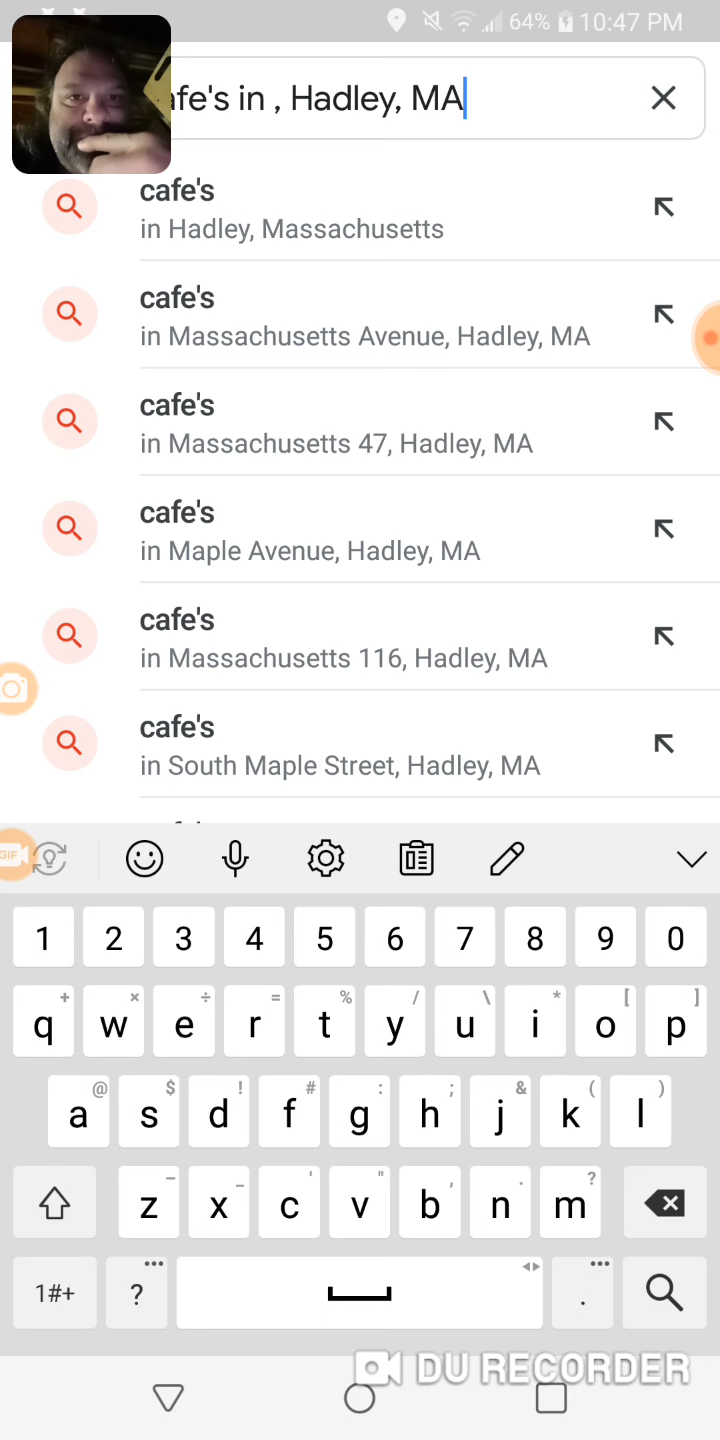 64% 10:47 PM
afe's in , Hadley, MA
cafe's
in Hadley, Massachusetts
cafe's
in Massachusetts Avenue, Hadley, MA
cafe's
in Massachusetts 47, Hadley, MA
cafe's
in Maple Avenue, Hadley, MA
cafe's
in Massachusetts 116, Hadley, MA
cafe's
in South Maple Street, Hadley, MA
GIF
1 2 3 4 5 6 7 8 9 0
+ × ÷ = % / \ * [ ]
q w e r t y u i o p
@ $ ! # : ; & ( )
a s d f g h j k l
– _ ' " , . ?
z x c v b n m
1#+ ? .
DU RECORDER